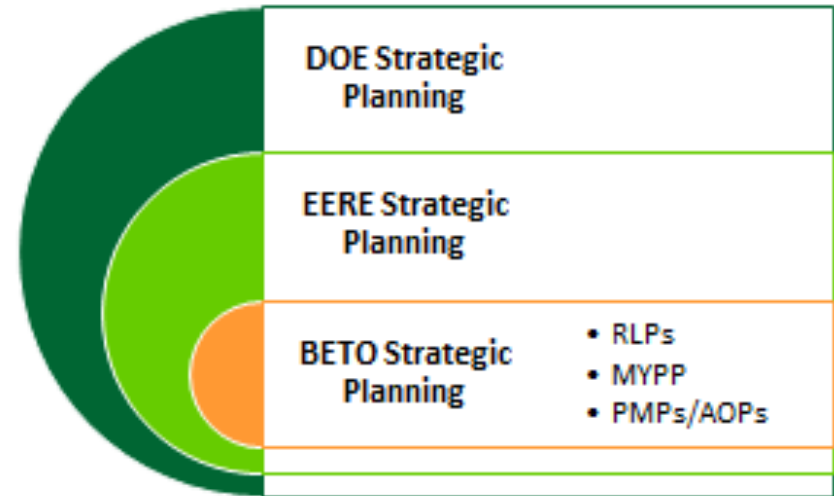 DOE Strategic
Planning
EERE Strategic
Planning
BETO Strategic
Planning
• RLPs
• MYPP
• PMPs/AOPs